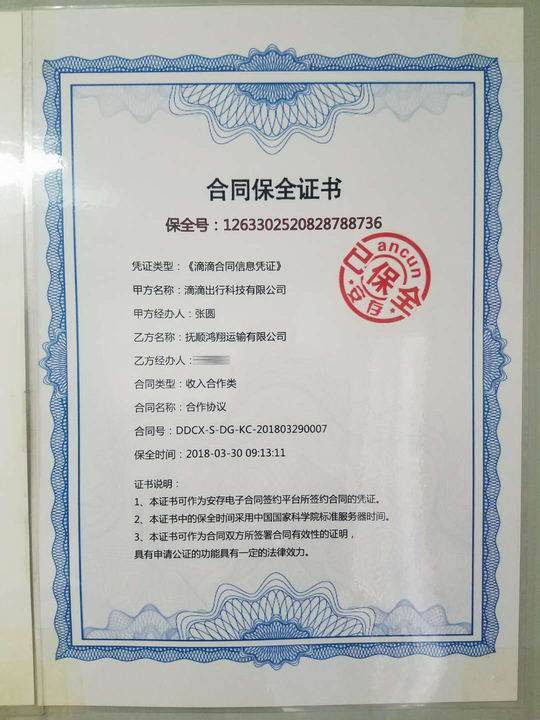 合同保全证书
保全号：1263302520828788736
凭证类型：《滴滴合同信息凭证》
甲方名称：滴滴出行科技有限公司
甲方经办人：张圆
乙方名称：抚顺鸿翔运输有限公司
乙方经办人：
合同类型：收入合作类
合同名称：合作协议
合同号：DDCX-S-DG-KC-201803290007
保全时间：2018-03-30 09:13:11
ancun
已保全
安存
证书说明：
1、本证书可作为安存电子合同签约平台所签约合同的凭证。
2、本证书中的保全时间采用中国国家科学院标准服务器时间。
3、本证书可作为合同双方所签署合同有效性的证明，
具有申请公证的功能具有一定的法律效力。